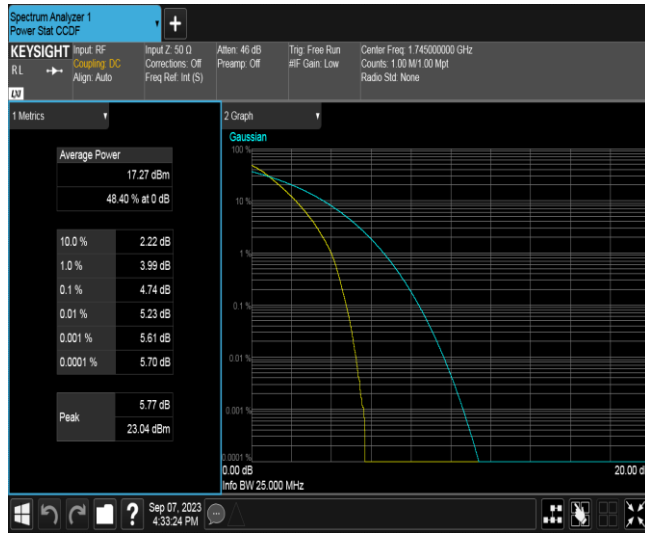 Spectrum Analyzer 1
Power Stat CCDF
+
KEYSIGHT
RL
LXI
Input: RF
Coupling: DC
Align: Auto
Input Z: 50 Ω
Corrections: Off
Freq Ref: Int (S)
Atten: 46 dB
Preamp: Off
Trig: Free Run
#IF Gain: Low
Center Freq: 1.745000000 GHz
Counts: 1.00 M/1.00 Mpt
Radio Std: None
1 Metrics
Average Power
17.27 dBm
48.40 % at 0 dB
10.0 % 2.22 dB
1.0 % 3.99 dB
0.1 % 4.74 dB
0.01 % 5.23 dB
0.001 % 5.61 dB
0.0001 % 5.70 dB
Peak
5.77 dB
23.04 dBm
2 Graph
Gaussian
100 %
10 %
1 %
0.1 %
0.01 %
0.001 %
0.0001 %
0.00 dB
20.00 d
Info BW 25.000 MHz
?
Sep 07, 2023
4:33:24 PM